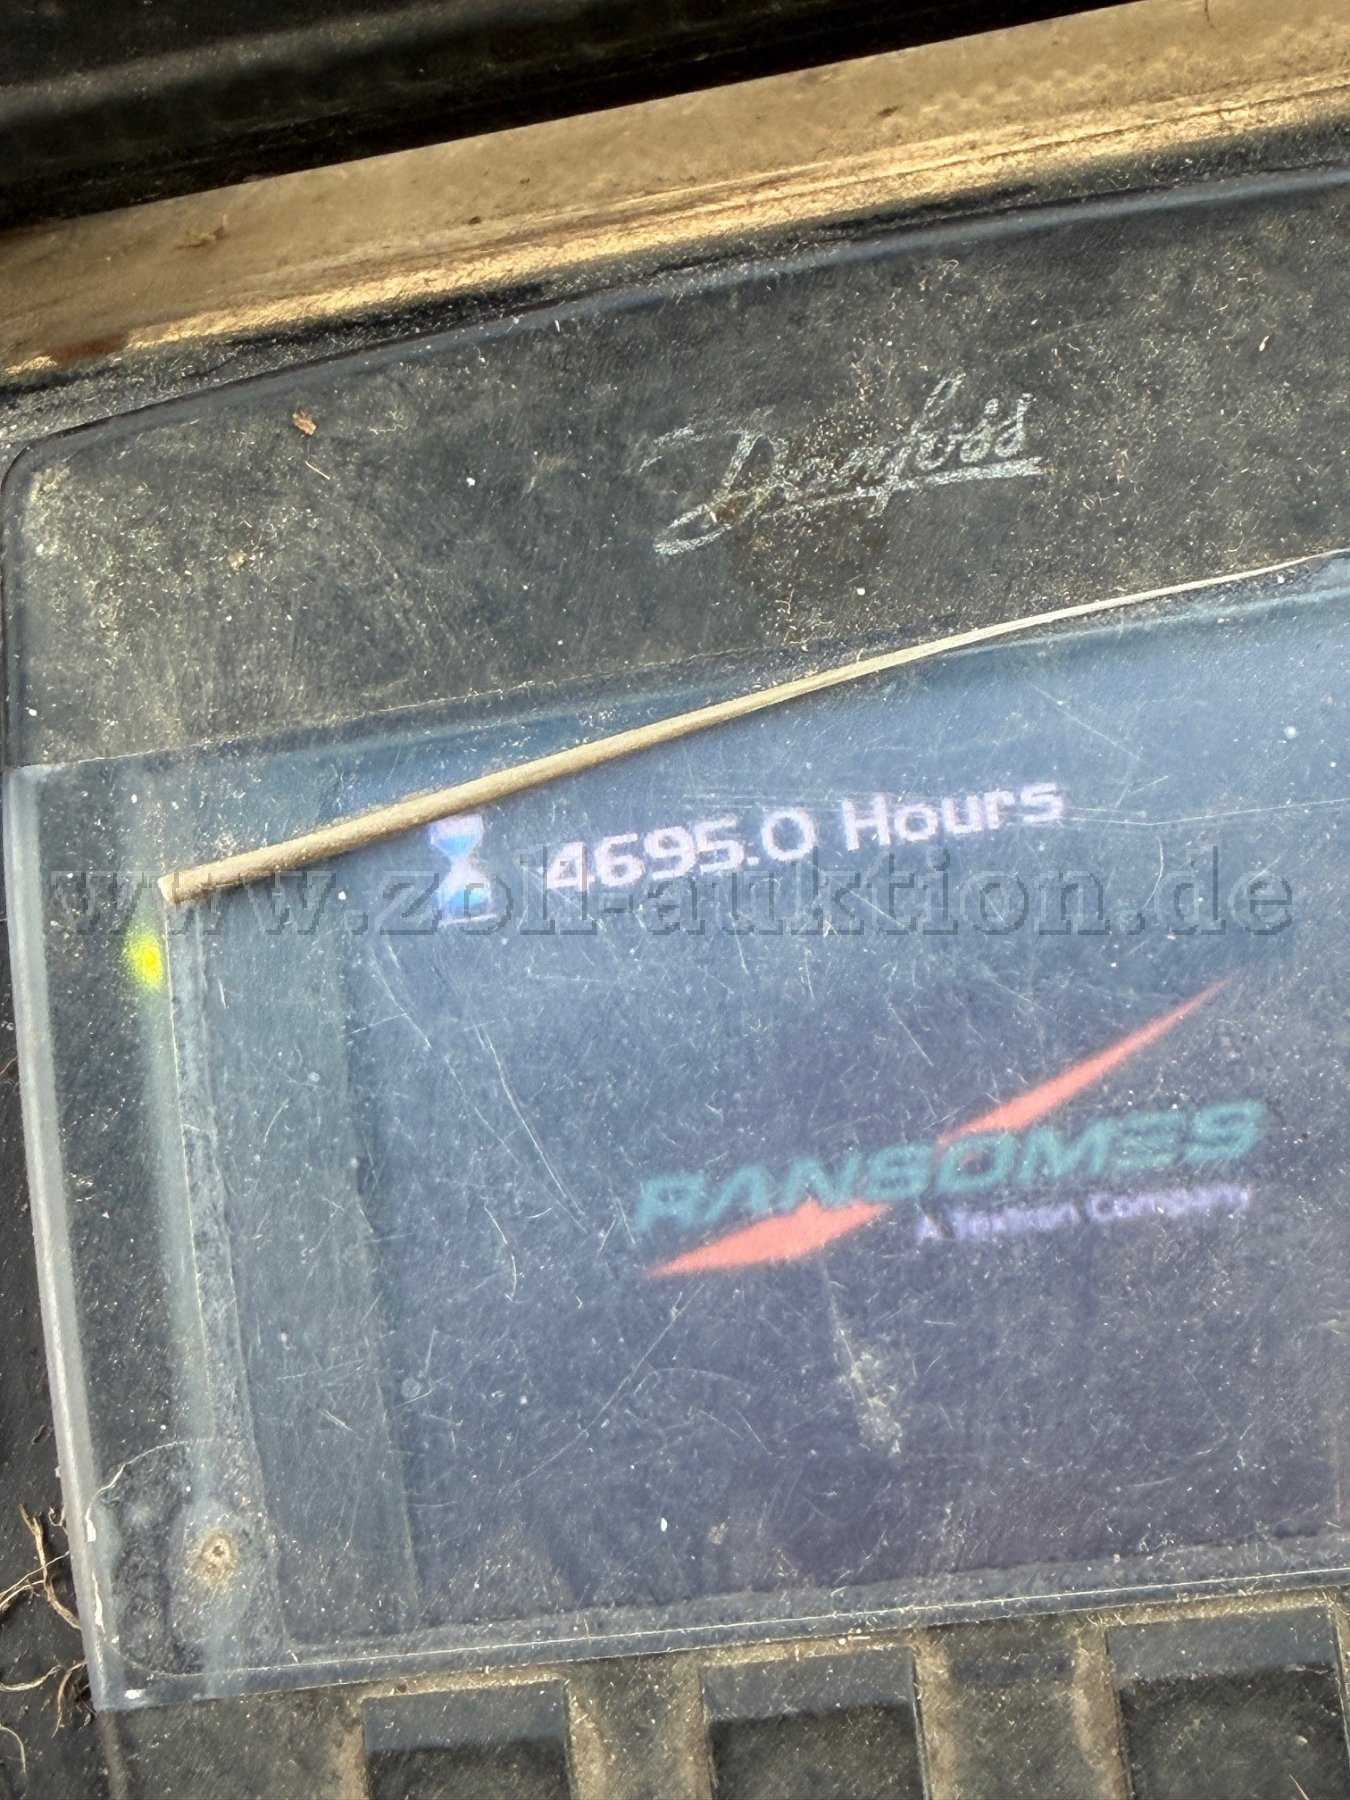 Danfoss
4695.0 Hours
www.zoll-auktion.de
RANSOMES
A Textron Company